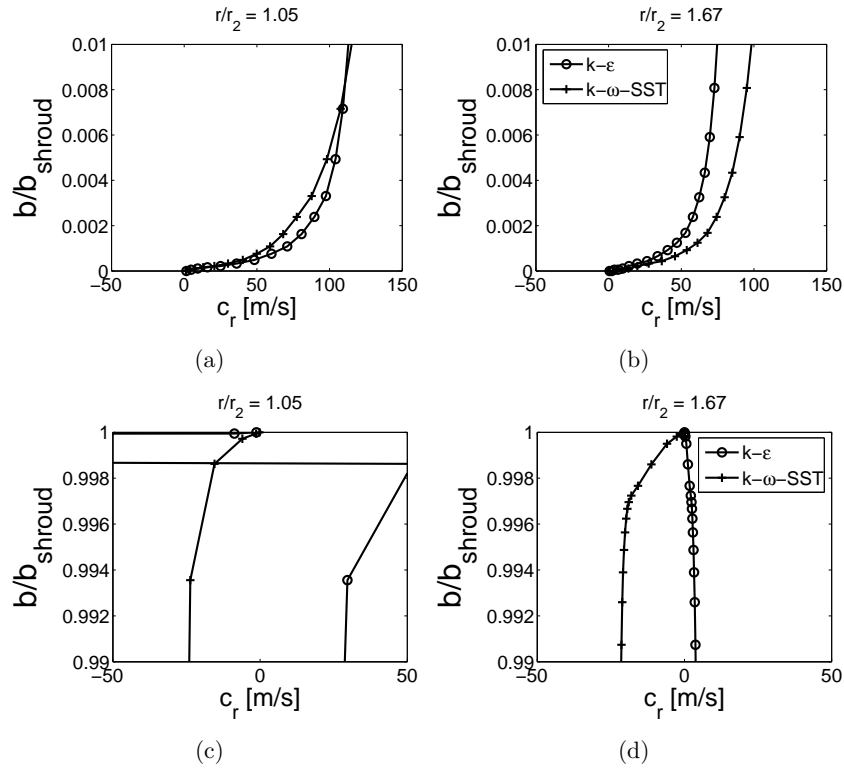 r/r2 = 1.05
0.01
0.008
0.006
0.004
0.002
0
b/bshroud
−50
0
50
100
150
cr [m/s]
(a)
r/r2 = 1.67
0.01
0.008
0.006
0.004
0.002
0
b/bshroud
k−ε
k−ω−SST
−50
0
50
100
150
cr [m/s]
(b)
r/r2 = 1.05
1
0.998
0.996
0.994
0.992
0.99
b/bshroud
−50
0
50
cr [m/s]
(c)
r/r2 = 1.67
1
0.998
0.996
0.994
0.992
0.99
b/bshroud
k−ε
k−ω−SST
−50
0
50
cr [m/s]
(d)